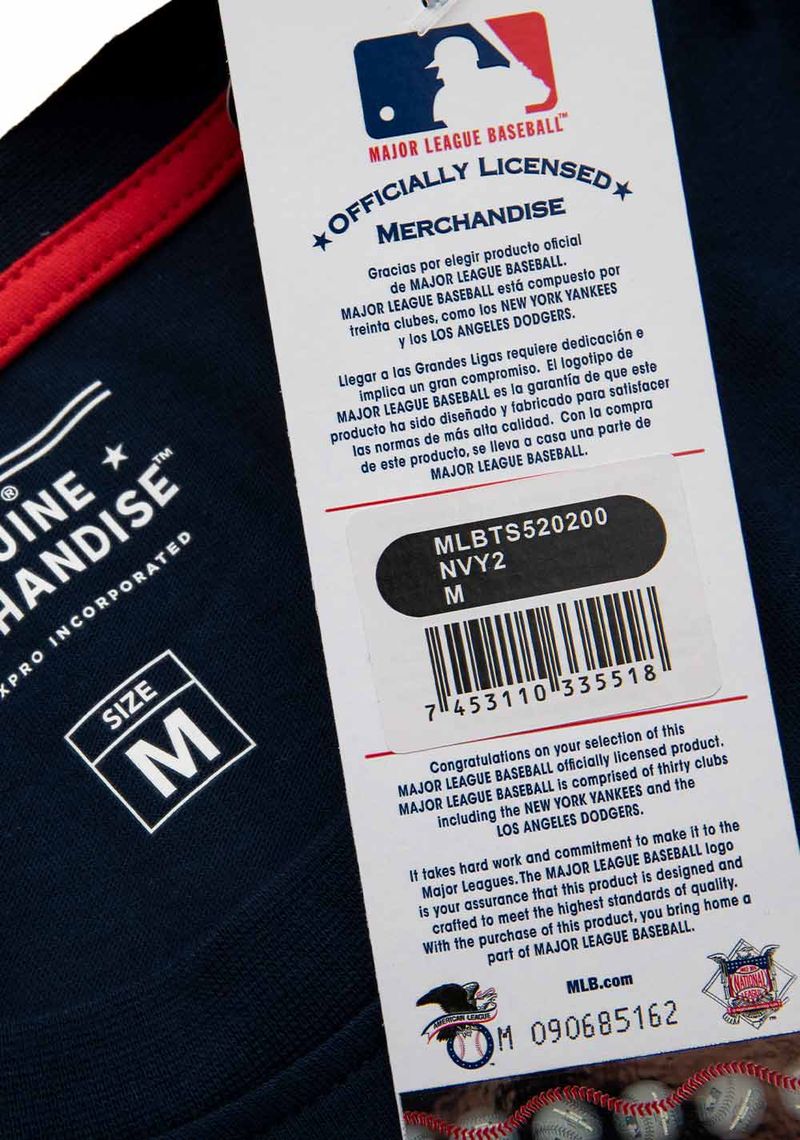 MAJOR LEAGUE BASEBALL™
★ OFFICIALLY LICENSED ★
MERCHANDISE
Gracias por elegir producto oficial
de MAJOR LEAGUE BASEBALL.
MAJOR LEAGUE BASEBALL está compuesto por
treinta clubes, como los NEW YORK YANKEES
y los LOS ANGELES DODGERS.
Llegar a las Grandes Ligas requiere dedicación e
implica un gran compromiso. El logotipo de
MAJOR LEAGUE BASEBALL es la garantía de que este
producto ha sido diseñado y fabricado para satisfacer
las normas de más alta calidad. Con la compra
de este producto, se lleva a casa una parte de
MAJOR LEAGUE BASEBALL.
MLBTS520200
NVY2
M
7 453110 335518
Congratulations on your selection of this
MAJOR LEAGUE BASEBALL officially licensed product.
MAJOR LEAGUE BASEBALL is comprised of thirty clubs
including the NEW YORK YANKEES and the
LOS ANGELES DODGERS.
It takes hard work and commitment to make it to the
Major Leagues. The MAJOR LEAGUE BASEBALL logo
is your assurance that this product is designed and
crafted to meet the highest standards of quality.
With the purchase of this product, you bring home a
part of MAJOR LEAGUE BASEBALL.
MLB.com
AMERICAN LEAGUE
NATIONAL
LEAGUE
M 090685162
®
UINE ★
HANDISE™
XPRO INCORPORATED
SIZE
M